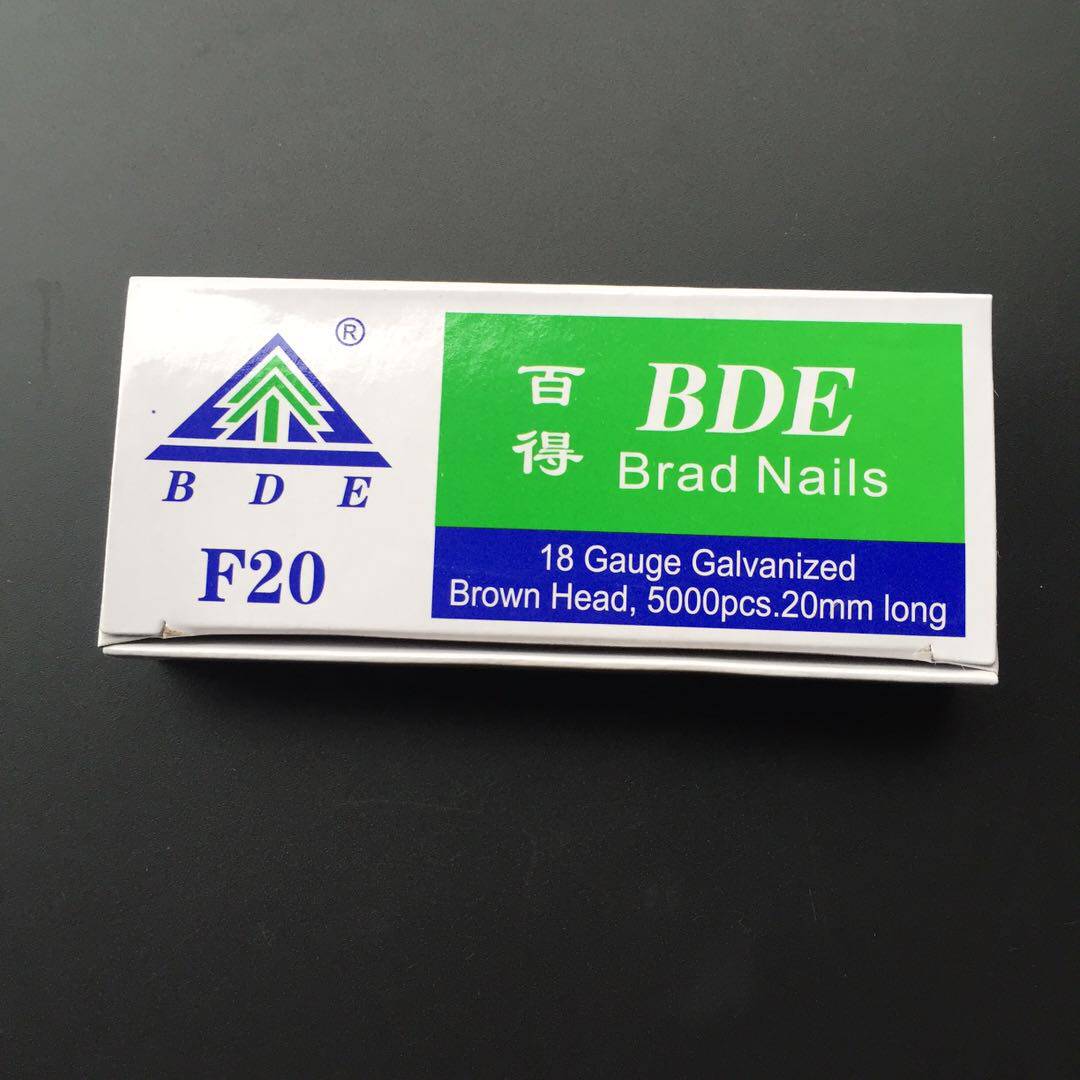 ®
B D E
F20
百得
BDE
Brad Nails
18 Gauge Galvanized
Brown Head, 5000pcs.20mm long